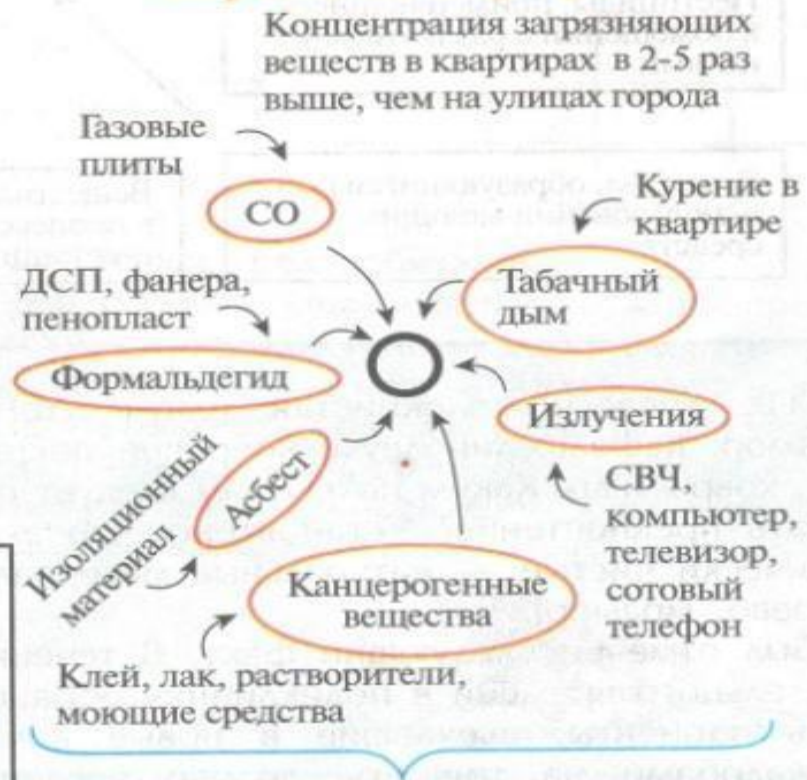 Концентрация загрязняющих
веществ в квартирах в 2-5 раз
выше, чем на улицах города
Газовые
плиты
CO
Курение в
квартире
Табачный
дым
ДСП, фанера,
пенопласт
Формальдегид
Излучения
СВЧ,
компьютер,
телевизор,
сотовый
телефон
Асбест
Изоляционный
материал
Канцерогенные
вещества
Клей, лак, растворители,
моющие средства